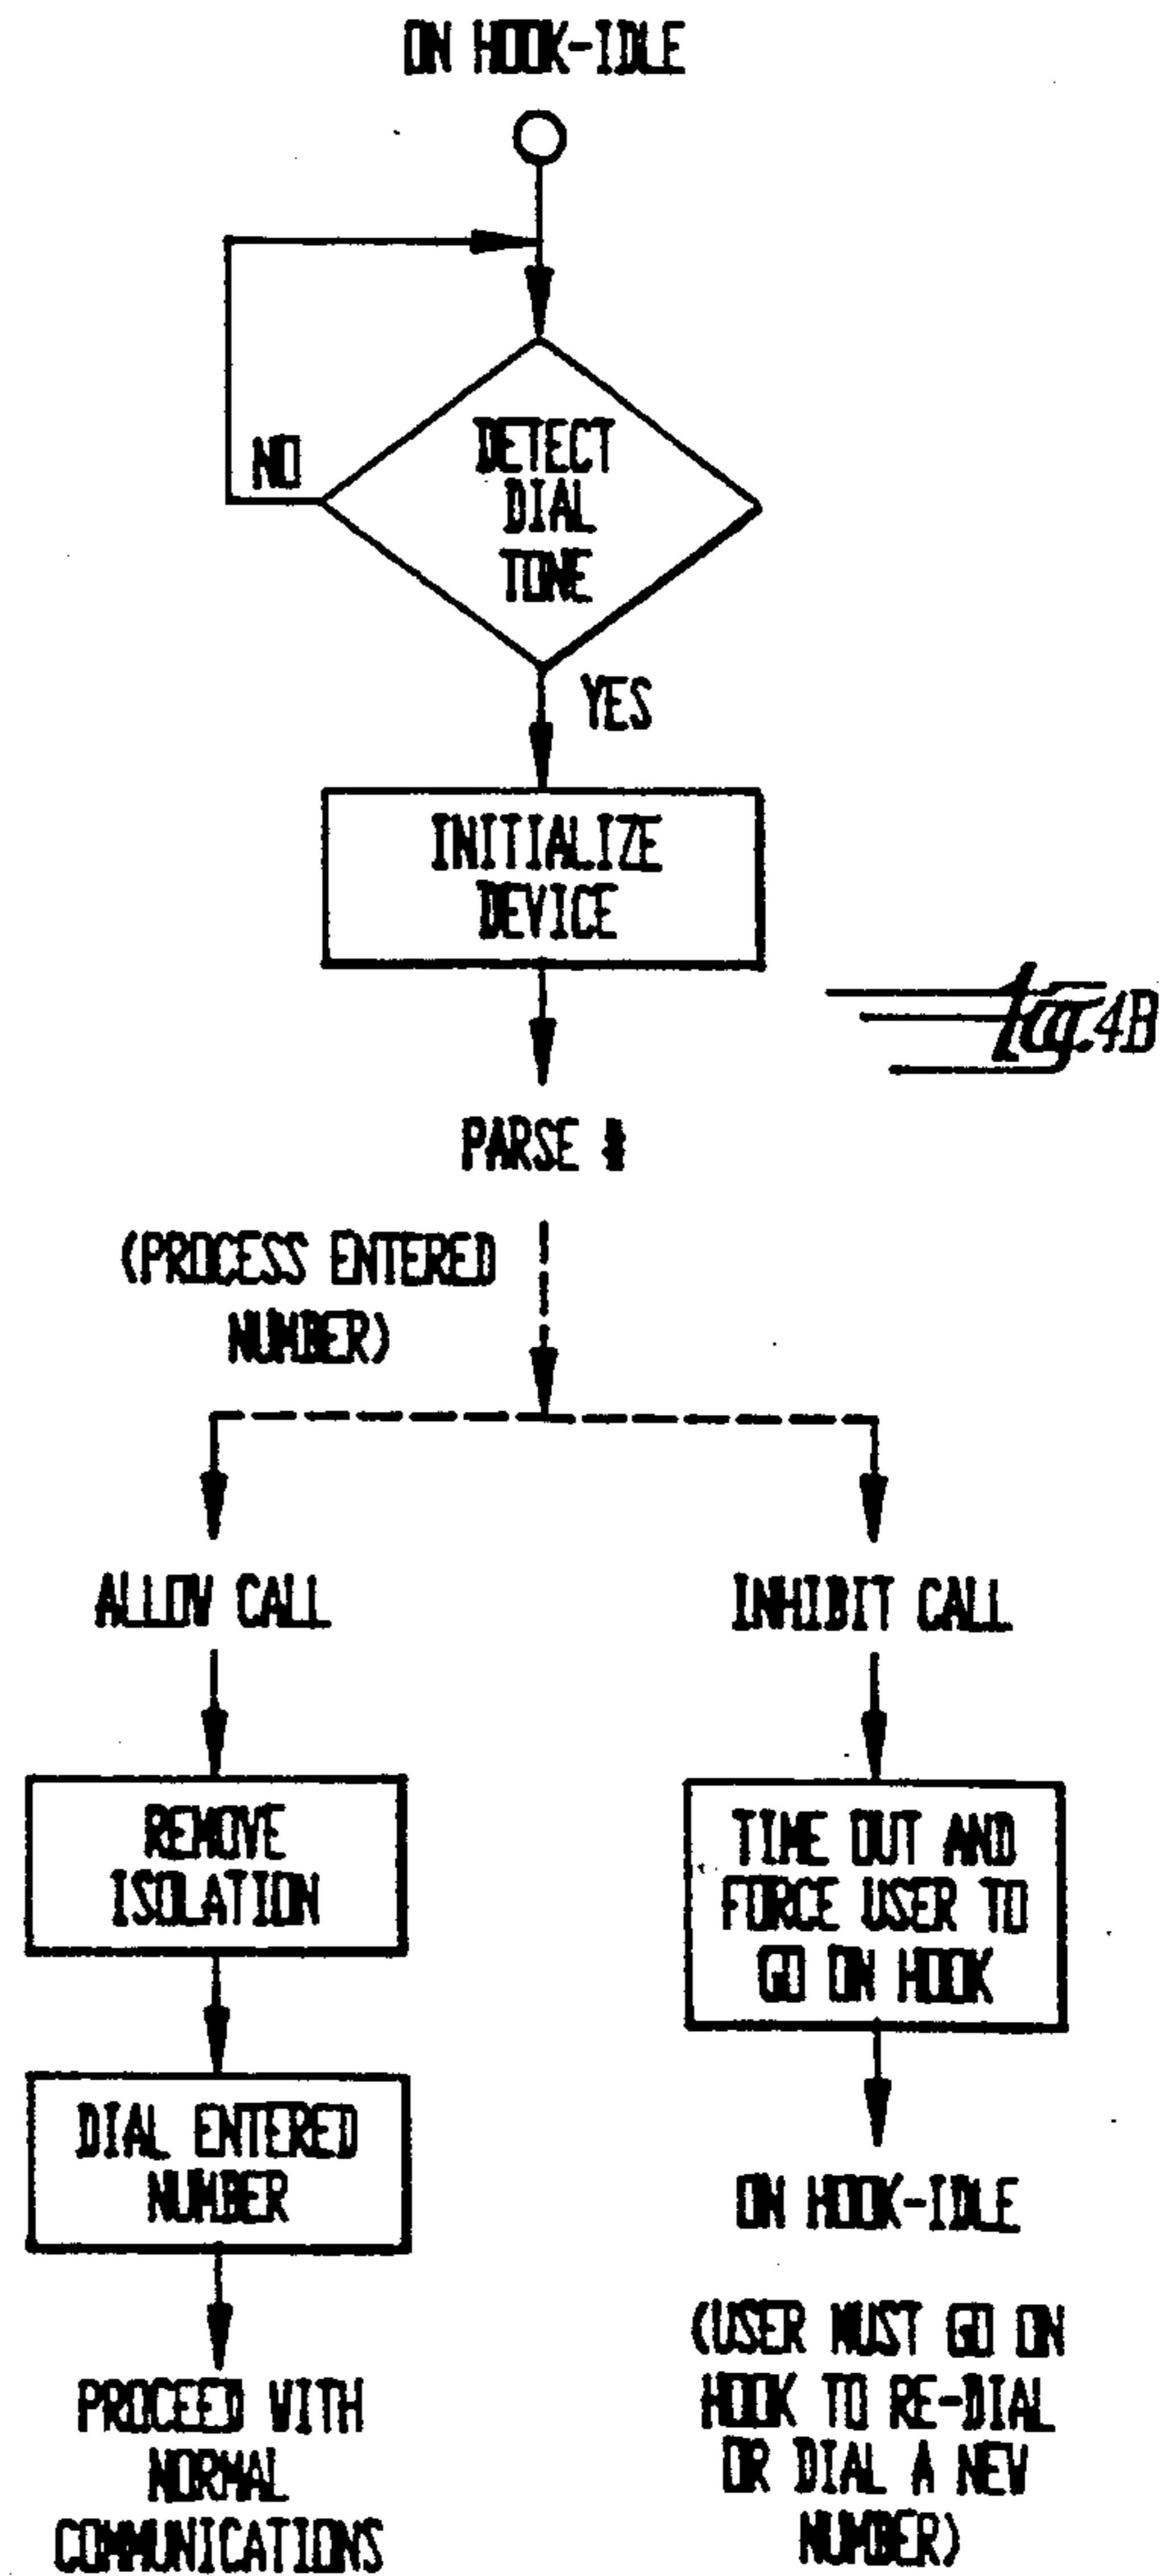 ON HOOK-IDLE
DETECT
DIAL
TONE
NO
YES
INITIALIZE
DEVICE
Fig. 4B
PARSE #
(PROCESS ENTERED
NUMBER)
ALLOW CALL
INHIBIT CALL
REMOVE
ISOLATION
TIME OUT AND
FORCE USER TO
GO ON HOOK
DIAL ENTERED
NUMBER
ON HOOK-IDLE
PROCEED WITH
NORMAL
COMMUNICATIONS
(USER MUST GO ON
HOOK TO RE-DIAL
OR DIAL A NEW
NUMBER)